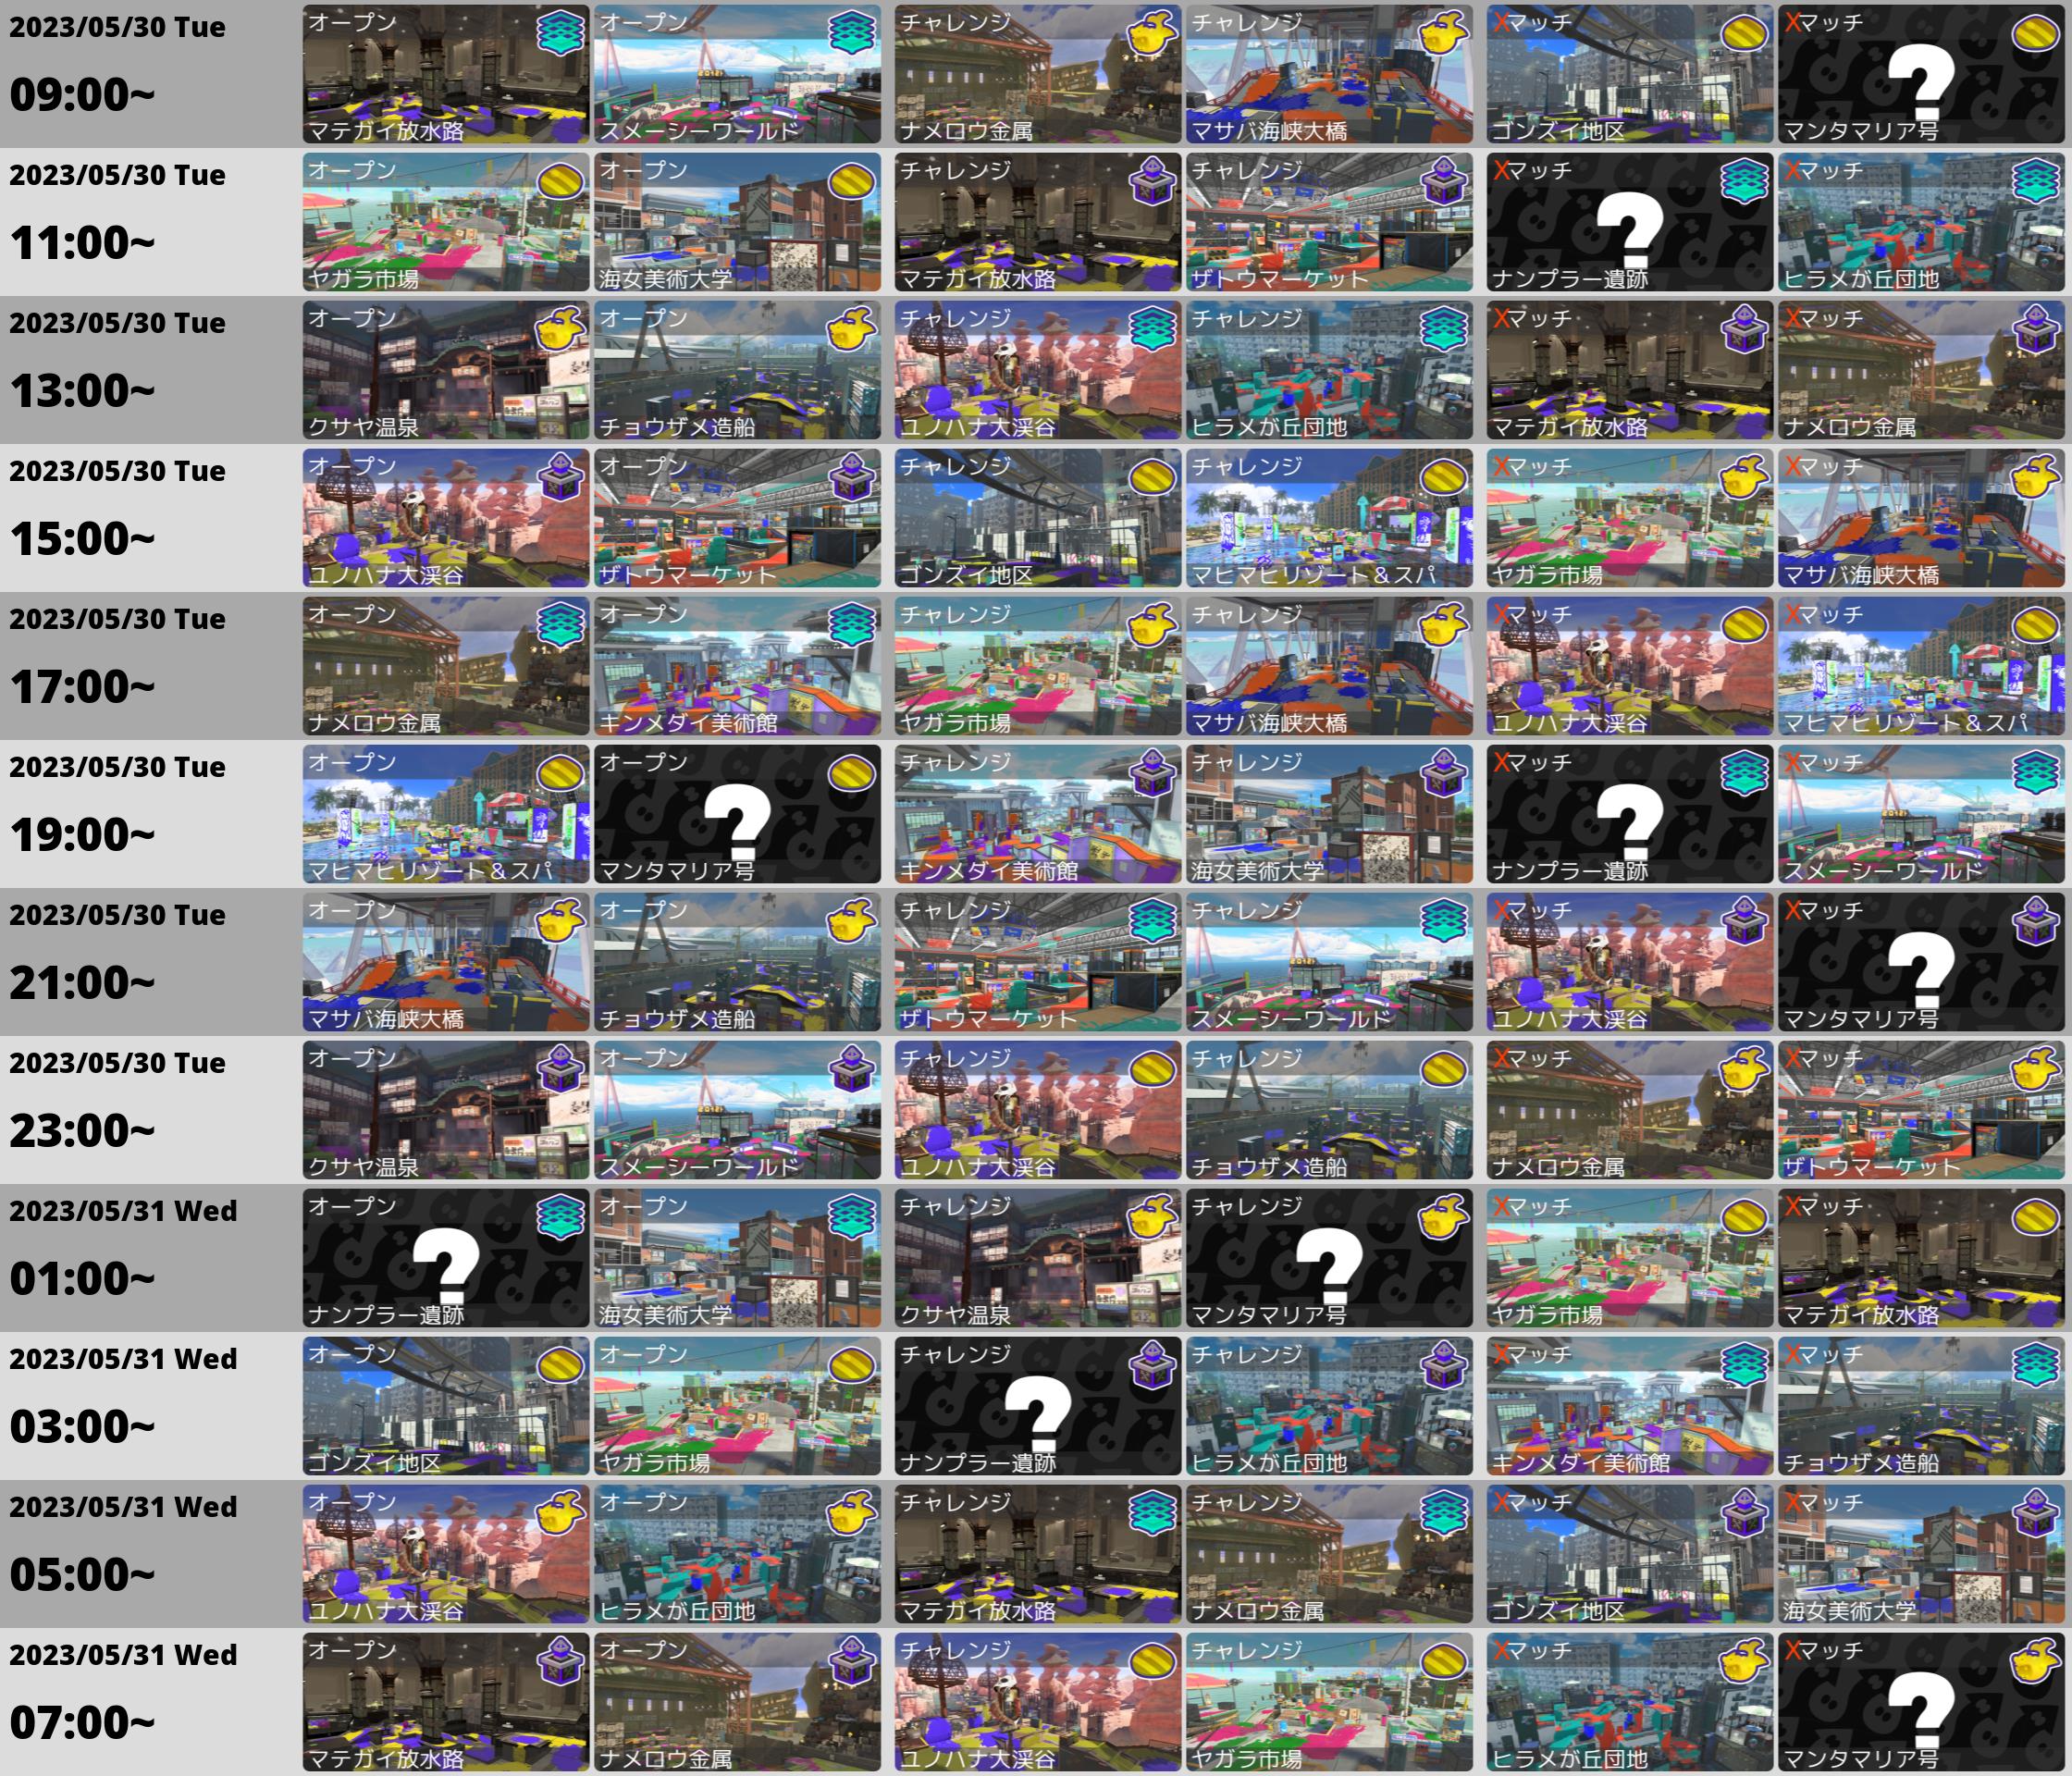 2023/05/30 Tue
09:00~
オープン オープン チャレンジ チャレンジ Xマッチ Xマッチ
マテガイ放水路 スメーシーワールド ナメロウ金属 マサバ海峡大橋 ゴンズイ地区 マンタマリア号
2023/05/30 Tue
11:00~
オープン オープン チャレンジ チャレンジ Xマッチ Xマッチ
ヤガラ市場 海女美術大学 マテガイ放水路 ザトウマーケット ナンプラー遺跡 ヒラメが丘団地
2023/05/30 Tue
13:00~
オープン オープン チャレンジ チャレンジ Xマッチ Xマッチ
クサヤ温泉 チョウザメ造船 ユノハナ大渓谷 ヒラメが丘団地 マテガイ放水路 ナメロウ金属
2023/05/30 Tue
15:00~
オープン オープン チャレンジ チャレンジ Xマッチ Xマッチ
ユノハナ大渓谷 ザトウマーケット ゴンズイ地区 マヒマヒリゾート&スパ ヤガラ市場 マサバ海峡大橋
2023/05/30 Tue
17:00~
オープン オープン チャレンジ チャレンジ Xマッチ Xマッチ
ナメロウ金属 キンメダイ美術館 ヤガラ市場 マサバ海峡大橋 ユノハナ大渓谷 マヒマヒリゾート&スパ
2023/05/30 Tue
19:00~
オープン オープン チャレンジ チャレンジ Xマッチ Xマッチ
マヒマヒリゾート&スパ マンタマリア号 キンメダイ美術館 海女美術大学 ナンプラー遺跡 スメーシーワールド
2023/05/30 Tue
21:00~
オープン オープン チャレンジ チャレンジ Xマッチ Xマッチ
マサバ海峡大橋 チョウザメ造船 ザトウマーケット スメーシーワールド ユノハナ大渓谷 マンタマリア号
2023/05/30 Tue
23:00~
オープン オープン チャレンジ チャレンジ Xマッチ Xマッチ
クサヤ温泉 スメーシーワールド ユノハナ大渓谷 チョウザメ造船 ナメロウ金属 ザトウマーケット
2023/05/31 Wed
01:00~
オープン オープン チャレンジ チャレンジ Xマッチ Xマッチ
ナンプラー遺跡 海女美術大学 クサヤ温泉 マンタマリア号 ヤガラ市場 マテガイ放水路
2023/05/31 Wed
03:00~
オープン オープン チャレンジ チャレンジ Xマッチ Xマッチ
ゴンズイ地区 ヤガラ市場 ナンプラー遺跡 ヒラメが丘団地 キンメダイ美術館 チョウザメ造船
2023/05/31 Wed
05:00~
オープン オープン チャレンジ チャレンジ Xマッチ Xマッチ
ユノハナ大渓谷 ヒラメが丘団地 マテガイ放水路 ナメロウ金属 ゴンズイ地区 海女美術大学
2023/05/31 Wed
07:00~
オープン オープン チャレンジ チャレンジ Xマッチ Xマッチ
マテガイ放水路 ナメロウ金属 ユノハナ大渓谷 ヤガラ市場 ヒラメが丘団地 マンタマリア号